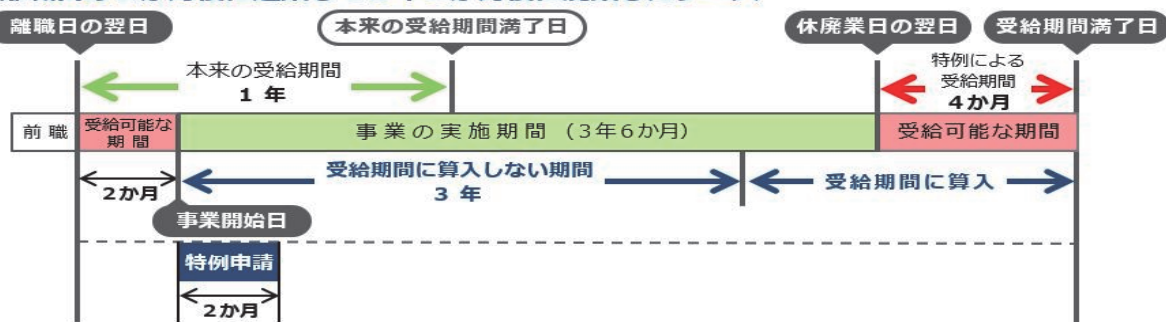 離職日の翌日
本来の受給期間満了日
休廃業日の翌日
受給期間満了日
本来の受給期間
1 年
特例による
受給期間
4か月
前 職
受給可能な
期 間
事 業 の 実 施 期 間 （3年6か月）
受給可能な期間
2か月
受給期間に算入しない期間
3 年
受給期間に算入
事業開始日
特例申請
2か月